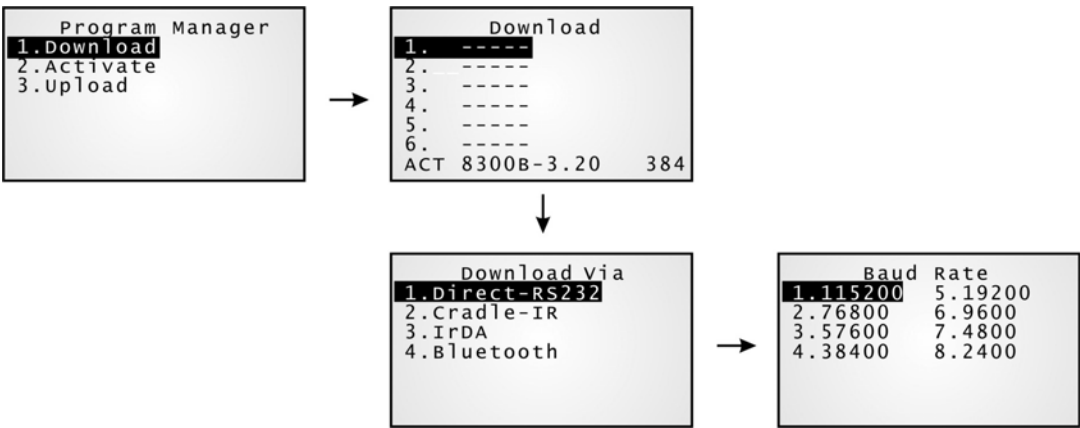 Program Manager
1.Download
2.Activate
3.Upload
Download
1. -----
2. -----
3. -----
4. -----
5. -----
6. -----
ACT 8300B-3.20 384
Download Via
1.Direct-RS232
2.Cradle-IR
3.IrDA
4.Bluetooth
Baud Rate
1.115200 5.19200
2.76800 6.9600
3.57600 7.4800
4.38400 8.2400